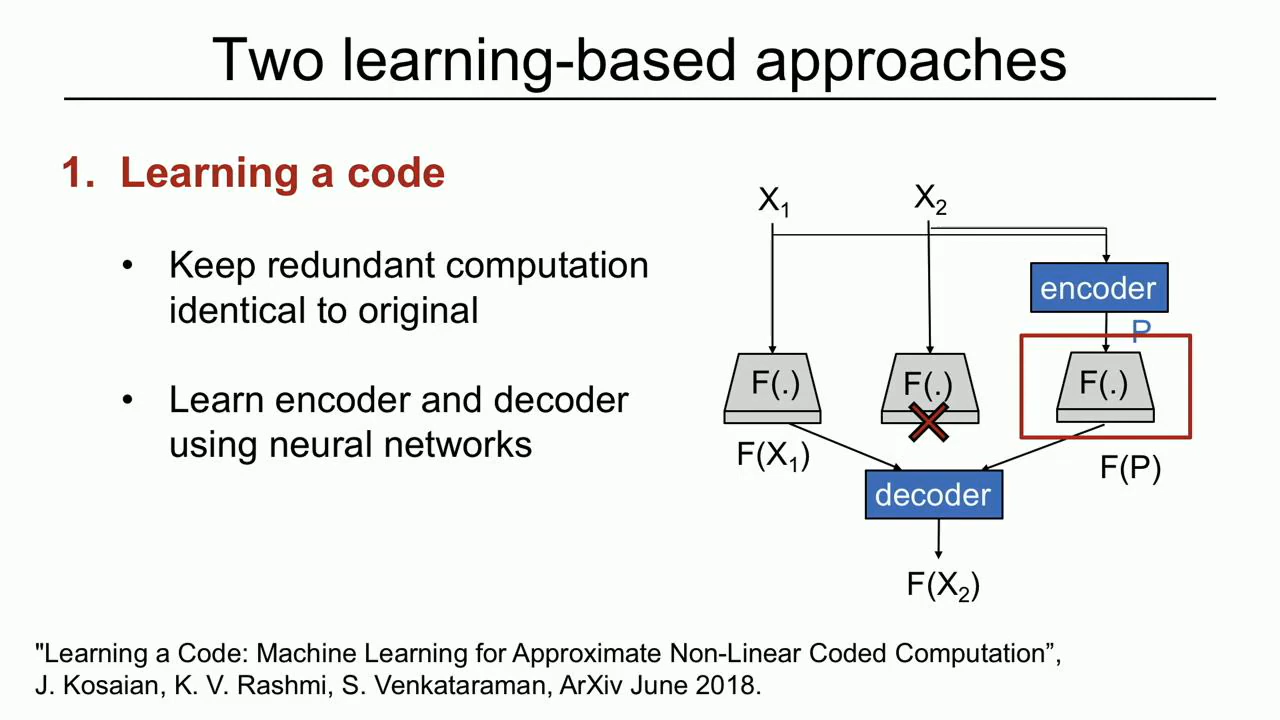 Two learning-based approaches
1. Learning a code
• Keep redundant computation
identical to original
• Learn encoder and decoder
using neural networks
X₁ X₂
encoder
P
F(.) F(.) F(.)
F(X₁) F(P)
decoder
F(X₂)
"Learning a Code: Machine Learning for Approximate Non-Linear Coded Computation”,
J. Kosaian, K. V. Rashmi, S. Venkataraman, ArXiv June 2018.